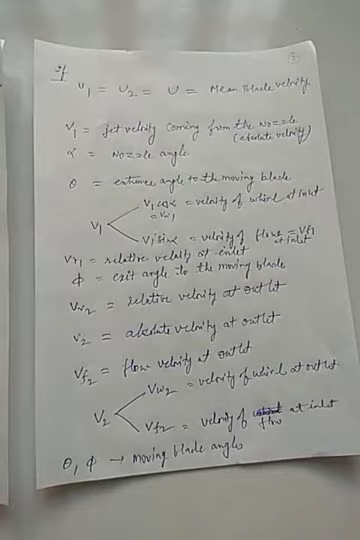 If
U1 = U2 = U = Mean Blade velocity
V1 = Jet velocity coming from the Nozzle
(absolute velocity)
α = Nozzle angle
θ = entrance angle to the moving blade
V1 cosα = velocity of whirl at inlet
= Vw1
V1
V1 sinα = velocity of flow = Vf1
at inlet
Vr1 = relative velocity at inlet
φ = exit angle to the moving blade
Vr2 = relative velocity at outlet
V2 = absolute velocity at outlet
Vf2 = flow velocity at outlet
Vw2 = velocity of whirl at outlet
V2
Vf2 = velocity of flow at inlet
θ, φ → moving blade angles